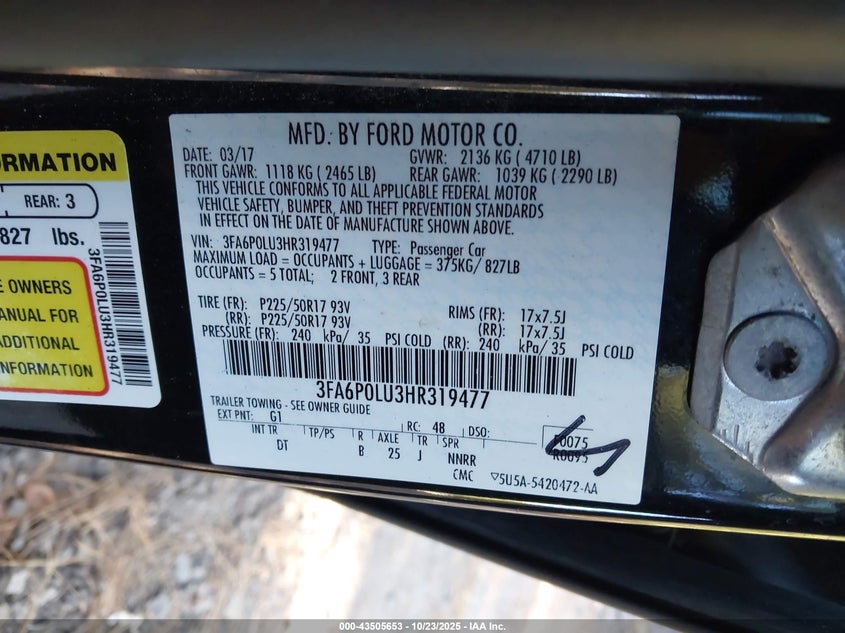 MFD. BY FORD MOTOR CO.
DATE: 03/17 GVWR: 2136 KG ( 4710 LB)
FRONT GAWR: 1118 KG ( 2465 LB) REAR GAWR: 1039 KG ( 2290 LB)
THIS VEHICLE CONFORMS TO ALL APPLICABLE FEDERAL MOTOR
VEHICLE SAFETY, BUMPER, AND THEFT PREVENTION STANDARDS
IN EFFECT ON THE DATE OF MANUFACTURE SHOWN ABOVE.
VIN: 3FA6P0LU3HR319477 TYPE: Passenger Car
MAXIMUM LOAD = OCCUPANTS + LUGGAGE = 375KG/ 827LB
OCCUPANTS = 5 TOTAL; 2 FRONT, 3 REAR
TIRE (FR): P225/50R17 93V RIMS (FR): 17x7.5J
(RR): P225/50R17 93V (RR): 17x7.5J
PRESSURE (FR): 240 kPa/ 35 PSI COLD (RR): 240 kPa/ 35 PSI COLD
3FA6P0LU3HR319477
TRAILER TOWING - SEE OWNER GUIDE
EXT PNT: G1 RC: 48 DSO:
INT TR TP/PS R AXLE TR SPR
DT B 25 J NNRR
CMC
F0075
R0095
▽5U5A-5420472-AA
ORMATION
REAR: 3
827 lbs.
E OWNERS
ANUAL FOR
ADDITIONAL
INFORMATION
3FA6P0LU3HR319477
000-43505653 - 10/23/2025 - IAA Inc.